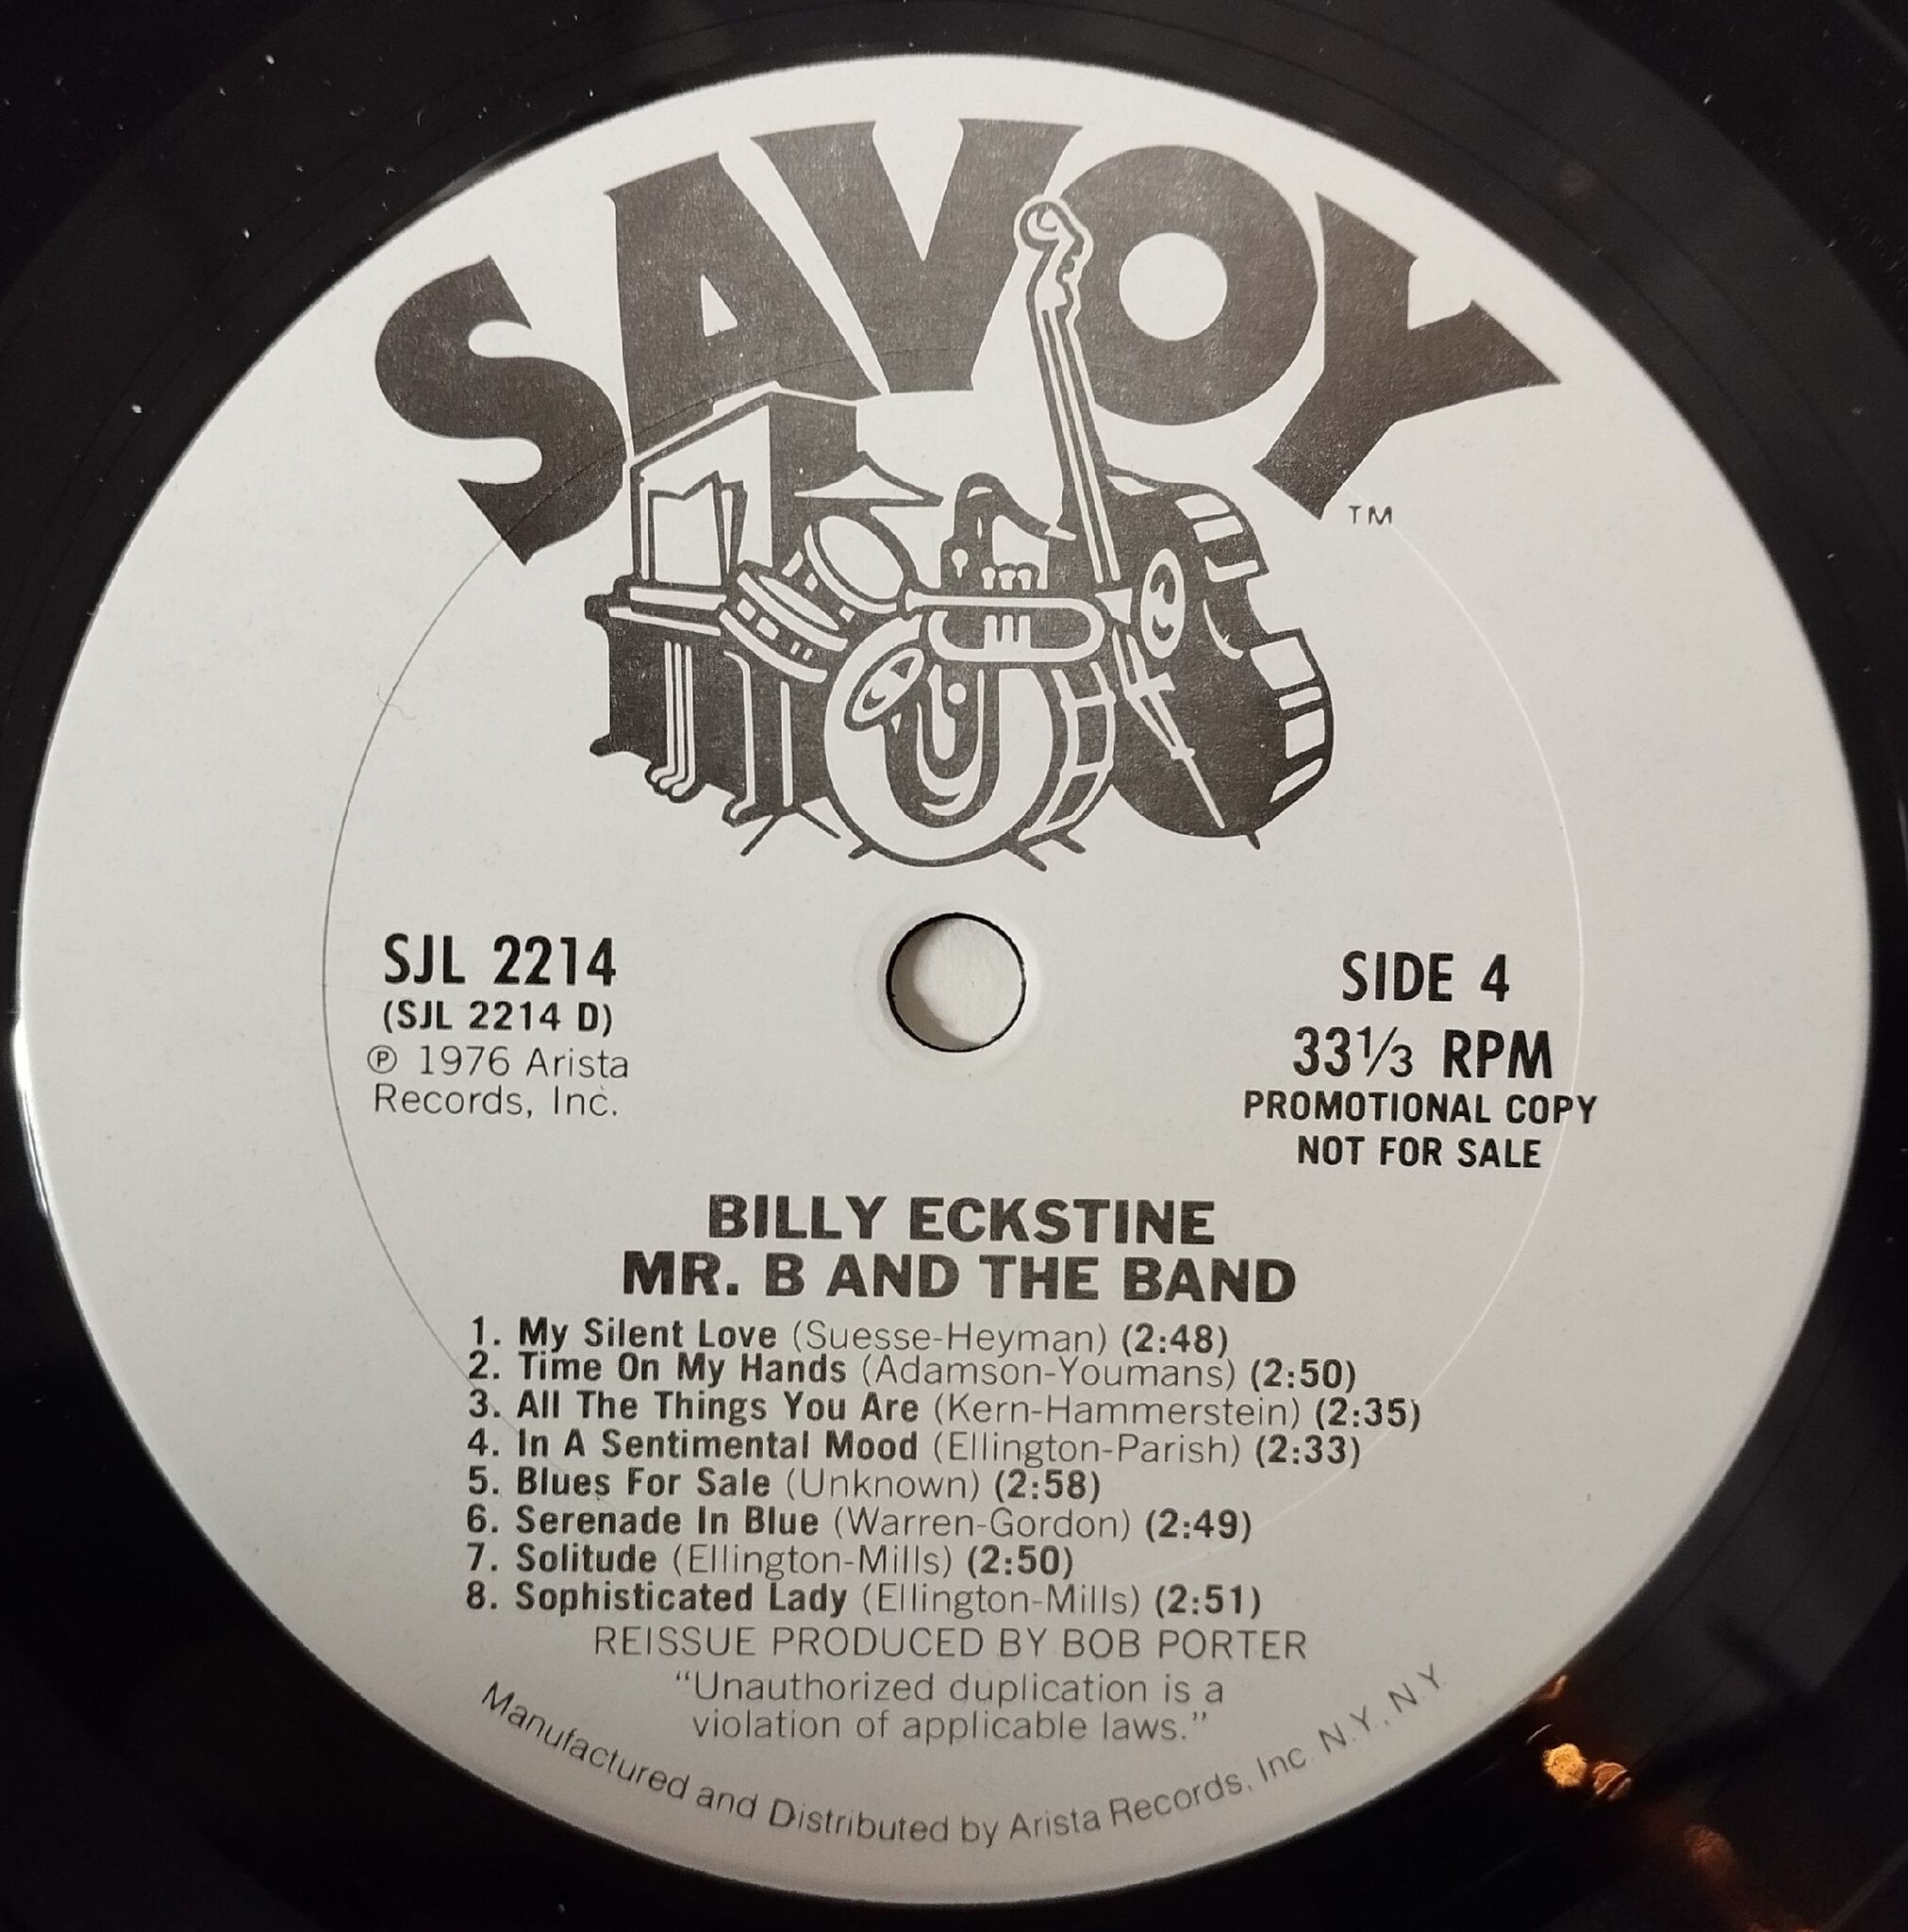 SAVOY
TM
SJL 2214
(SJL 2214 D)
℗ 1976 Arista
Records, Inc.
SIDE 4
33⅓ RPM
PROMOTIONAL COPY
NOT FOR SALE
BILLY ECKSTINE
MR. B AND THE BAND
1. My Silent Love (Suesse-Heyman) (2:48)
2. Time On My Hands (Adamson-Youmans) (2:50)
3. All The Things You Are (Kern-Hammerstein) (2:35)
4. In A Sentimental Mood (Ellington-Parish) (2:33)
5. Blues For Sale (Unknown) (2:58)
6. Serenade In Blue (Warren-Gordon) (2:49)
7. Solitude (Ellington-Mills) (2:50)
8. Sophisticated Lady (Ellington-Mills) (2:51)
REISSUE PRODUCED BY BOB PORTER
“Unauthorized duplication is a
violation of applicable laws.”
Manufactured and Distributed by Arista Records, Inc. N.Y., N.Y.